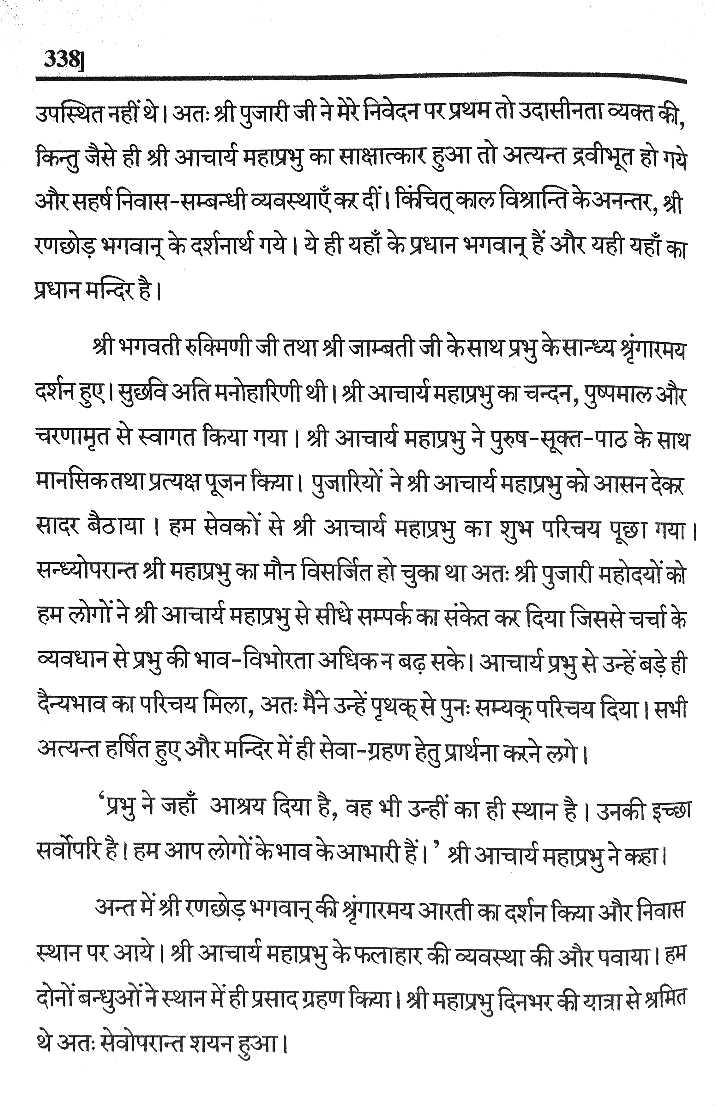 338]
उपस्थित नहीं थे। अतः श्री पुजारी जी ने मेरे निवेदन पर प्रथम तो उदासीनता व्यक्त की,
किन्तु जैसे ही श्री आचार्य महाप्रभु का साक्षात्कार हुआ तो अत्यन्त द्रवीभूत हो गये
और सहर्ष निवास-सम्बन्धी व्यवस्थाएँ कर दीं। किंचित् काल विश्रान्ति के अनन्तर, श्री
रणछोड़ भगवान् के दर्शनार्थ गये। ये ही यहाँ के प्रधान भगवान् हैं और यही यहाँ का
प्रधान मन्दिर है।
श्री भगवती रुक्मिणी जी तथा श्री जाम्बती जी के साथ प्रभु के सान्ध्य श्रृंगारमय
दर्शन हुए। सुछवि अति मनोहारिणी थी। श्री आचार्य महाप्रभु का चन्दन, पुष्पमाल और
चरणामृत से स्वागत किया गया। श्री आचार्य महाप्रभु ने पुरुष-सूक्त-पाठ के साथ
मानसिक तथा प्रत्यक्ष पूजन किया। पुजारियों ने श्री आचार्य महाप्रभु को आसन देकर
सादर बैठाया। हम सेवकों से श्री आचार्य महाप्रभु का शुभ परिचय पूछा गया।
सन्ध्योपरान्त श्री महाप्रभु का मौन विसर्जित हो चुका था अतः श्री पुजारी महोदयों को
हम लोगों ने श्री आचार्य महाप्रभु से सीधे सम्पर्क का संकेत कर दिया जिससे चर्चा के
व्यवधान से प्रभु की भाव-विभोरता अधिक न बढ़ सके। आचार्य प्रभु से उन्हें बड़े ही
दैन्यभाव का परिचय मिला, अतः मैंने उन्हें पृथक् से पुनः सम्यक् परिचय दिया। सभी
अत्यन्त हर्षित हुए और मन्दिर में ही सेवा-ग्रहण हेतु प्रार्थना करने लगे।
‘प्रभु ने जहाँ आश्रय दिया है, वह भी उन्हीं का ही स्थान है। उनकी इच्छा
सर्वोपरि है। हम आप लोगों के भाव के आभारी हैं।’ श्री आचार्य महाप्रभु ने कहा।
अन्त में श्री रणछोड़ भगवान् की श्रृंगारमय आरती का दर्शन किया और निवास
स्थान पर आये। श्री आचार्य महाप्रभु के फलाहार की व्यवस्था की और पवाया। हम
दोनों बन्धुओं ने स्थान में ही प्रसाद ग्रहण किया। श्री महाप्रभु दिनभर की यात्रा से श्रमित
थे अतः सेवोपरान्त शयन हुआ।